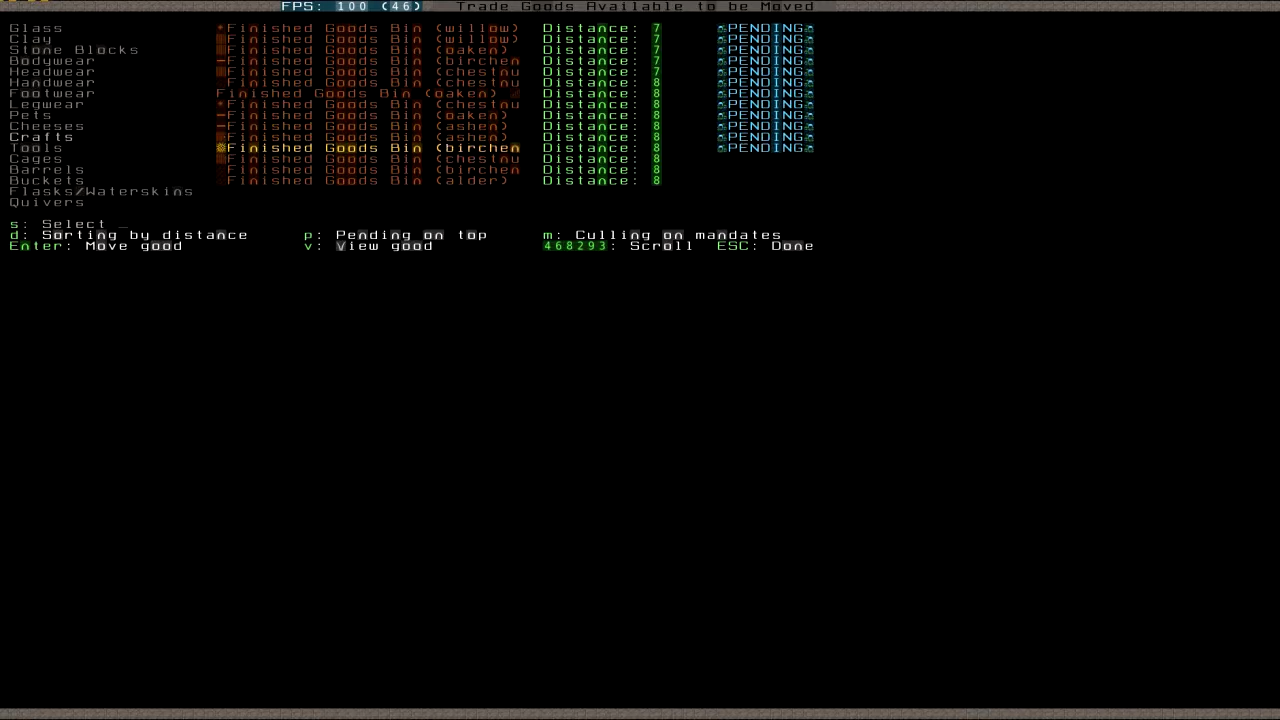 FPS: 100 (46) Trade Goods Available to be Moved
Glass Finished Goods Bin (willow) Distance: 7 PENDING
Clay Finished Goods Bin (willow) Distance: 7 PENDING
Stone Blocks Finished Goods Bin (oaken) Distance: 7 PENDING
Bodywear Finished Goods Bin (birchen Distance: 7 PENDING
Headwear Finished Goods Bin (chestnu Distance: 7 PENDING
Handwear Finished Goods Bin (chestnu Distance: 8 PENDING
Footwear Finished Goods Bin (oaken) Distance: 8 PENDING
Legwear Finished Goods Bin (chestnu Distance: 8 PENDING
Pets Finished Goods Bin (oaken) Distance: 8 PENDING
Cheeses Finished Goods Bin (ashen) Distance: 8 PENDING
Crafts Finished Goods Bin (ashen) Distance: 8 PENDING
Tools Finished Goods Bin (birchen Distance: 8 PENDING
Cages Finished Goods Bin (chestnu Distance: 8
Barrels Finished Goods Bin (birchen Distance: 8
Buckets Finished Goods Bin (alder) Distance: 8
Flasks/Waterskins
Quivers
s: Select _
d: Sorting by distance p: Pending on top m: Culling on mandates
Enter: Move good v: View good 468293: Scroll ESC: Done